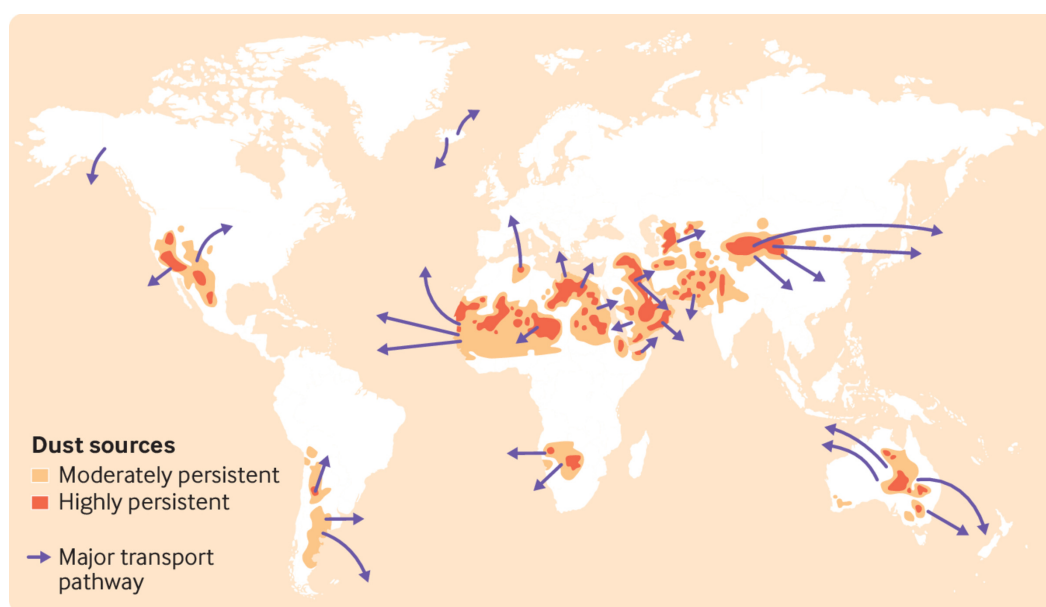 Dust sources
Moderately persistent
Highly persistent
Major transport
pathway